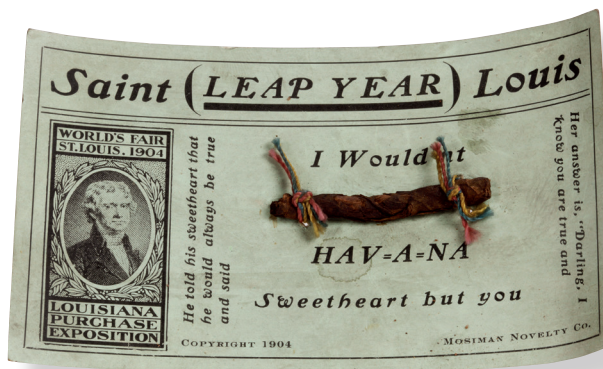 Saint (LEAP YEAR) Louis
WORLD'S FAIR
ST. LOUIS. 1904
LOUISIANA
PURCHASE
EXPOSITION
He told his sweetheart that
he would always be true
and said
I Would nt
HAV=A=NA
Sweetheart but you
Her answer is, "Darling, I
know you are true and
COPYRIGHT 1904
MOSIMAN NOVELTY CO.